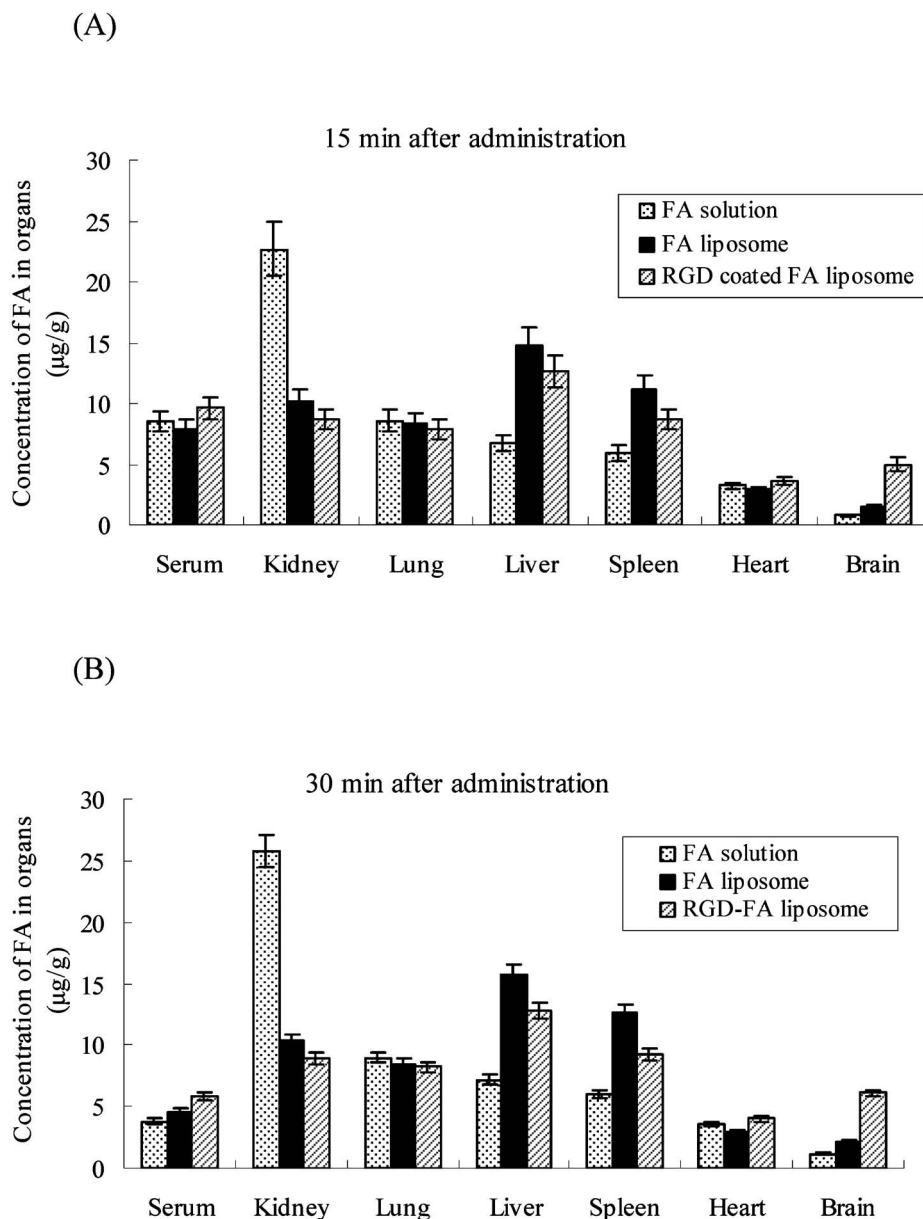 (A)
15 min after administration
Concentration of FA in organs
(μg/g)
30
25
20
15
10
5
0
FA solution
FA liposome
RGD coated FA liposome
Serum Kidney Lung Liver Spleen Heart Brain
(B)
30 min after administration
Concentration of FA in organs
(μg/g)
30
25
20
15
10
5
0
FA solution
FA liposome
RGD-FA liposome
Serum Kidney Lung Liver Spleen Heart Brain